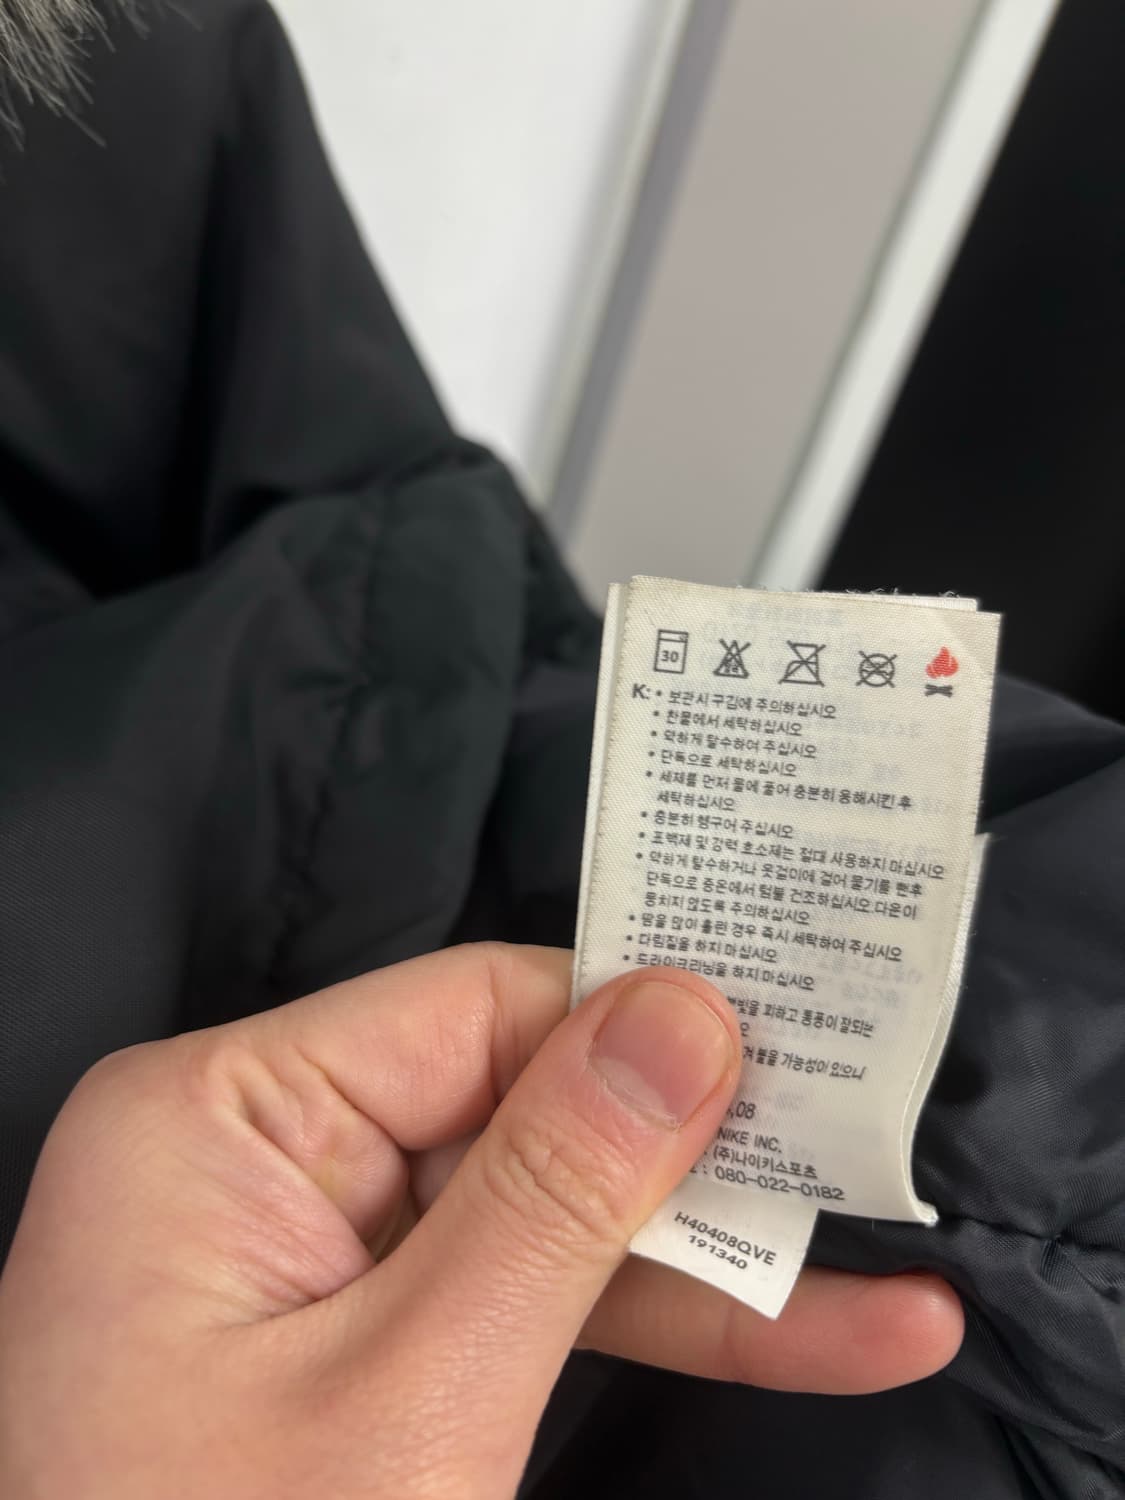 30
K: • 보관시 구김에 주의하십시오
• 찬물에서 세탁하십시오
• 약하게 탈수하여 주십시오
• 단독으로 세탁하십시오
• 세제를 먼저 물에 풀어 충분히 용해시킨 후
세탁하십시오
• 충분히 헹구어 주십시오
• 표백제 및 강력 효소제는 절대 사용하지 마십시오
• 약하게 탈수하거나 옷걸이에 걸어 물기를 뺀후
단독으로 중온에서 텀블 건조하십시오.다운이
뭉치지 않도록 주의하십시오
• 땀을 많이 흘린 경우 즉시 세탁하여 주십시오
• 다림질을 하지 마십시오
• 드라이크리닝을 하지 마십시오
피하고 통풍이 잘되는
붙을 가능성이 있으니
.08
NIKE INC.
(주)나이키스포츠
: 080-022-0182
H40408QVE
191340